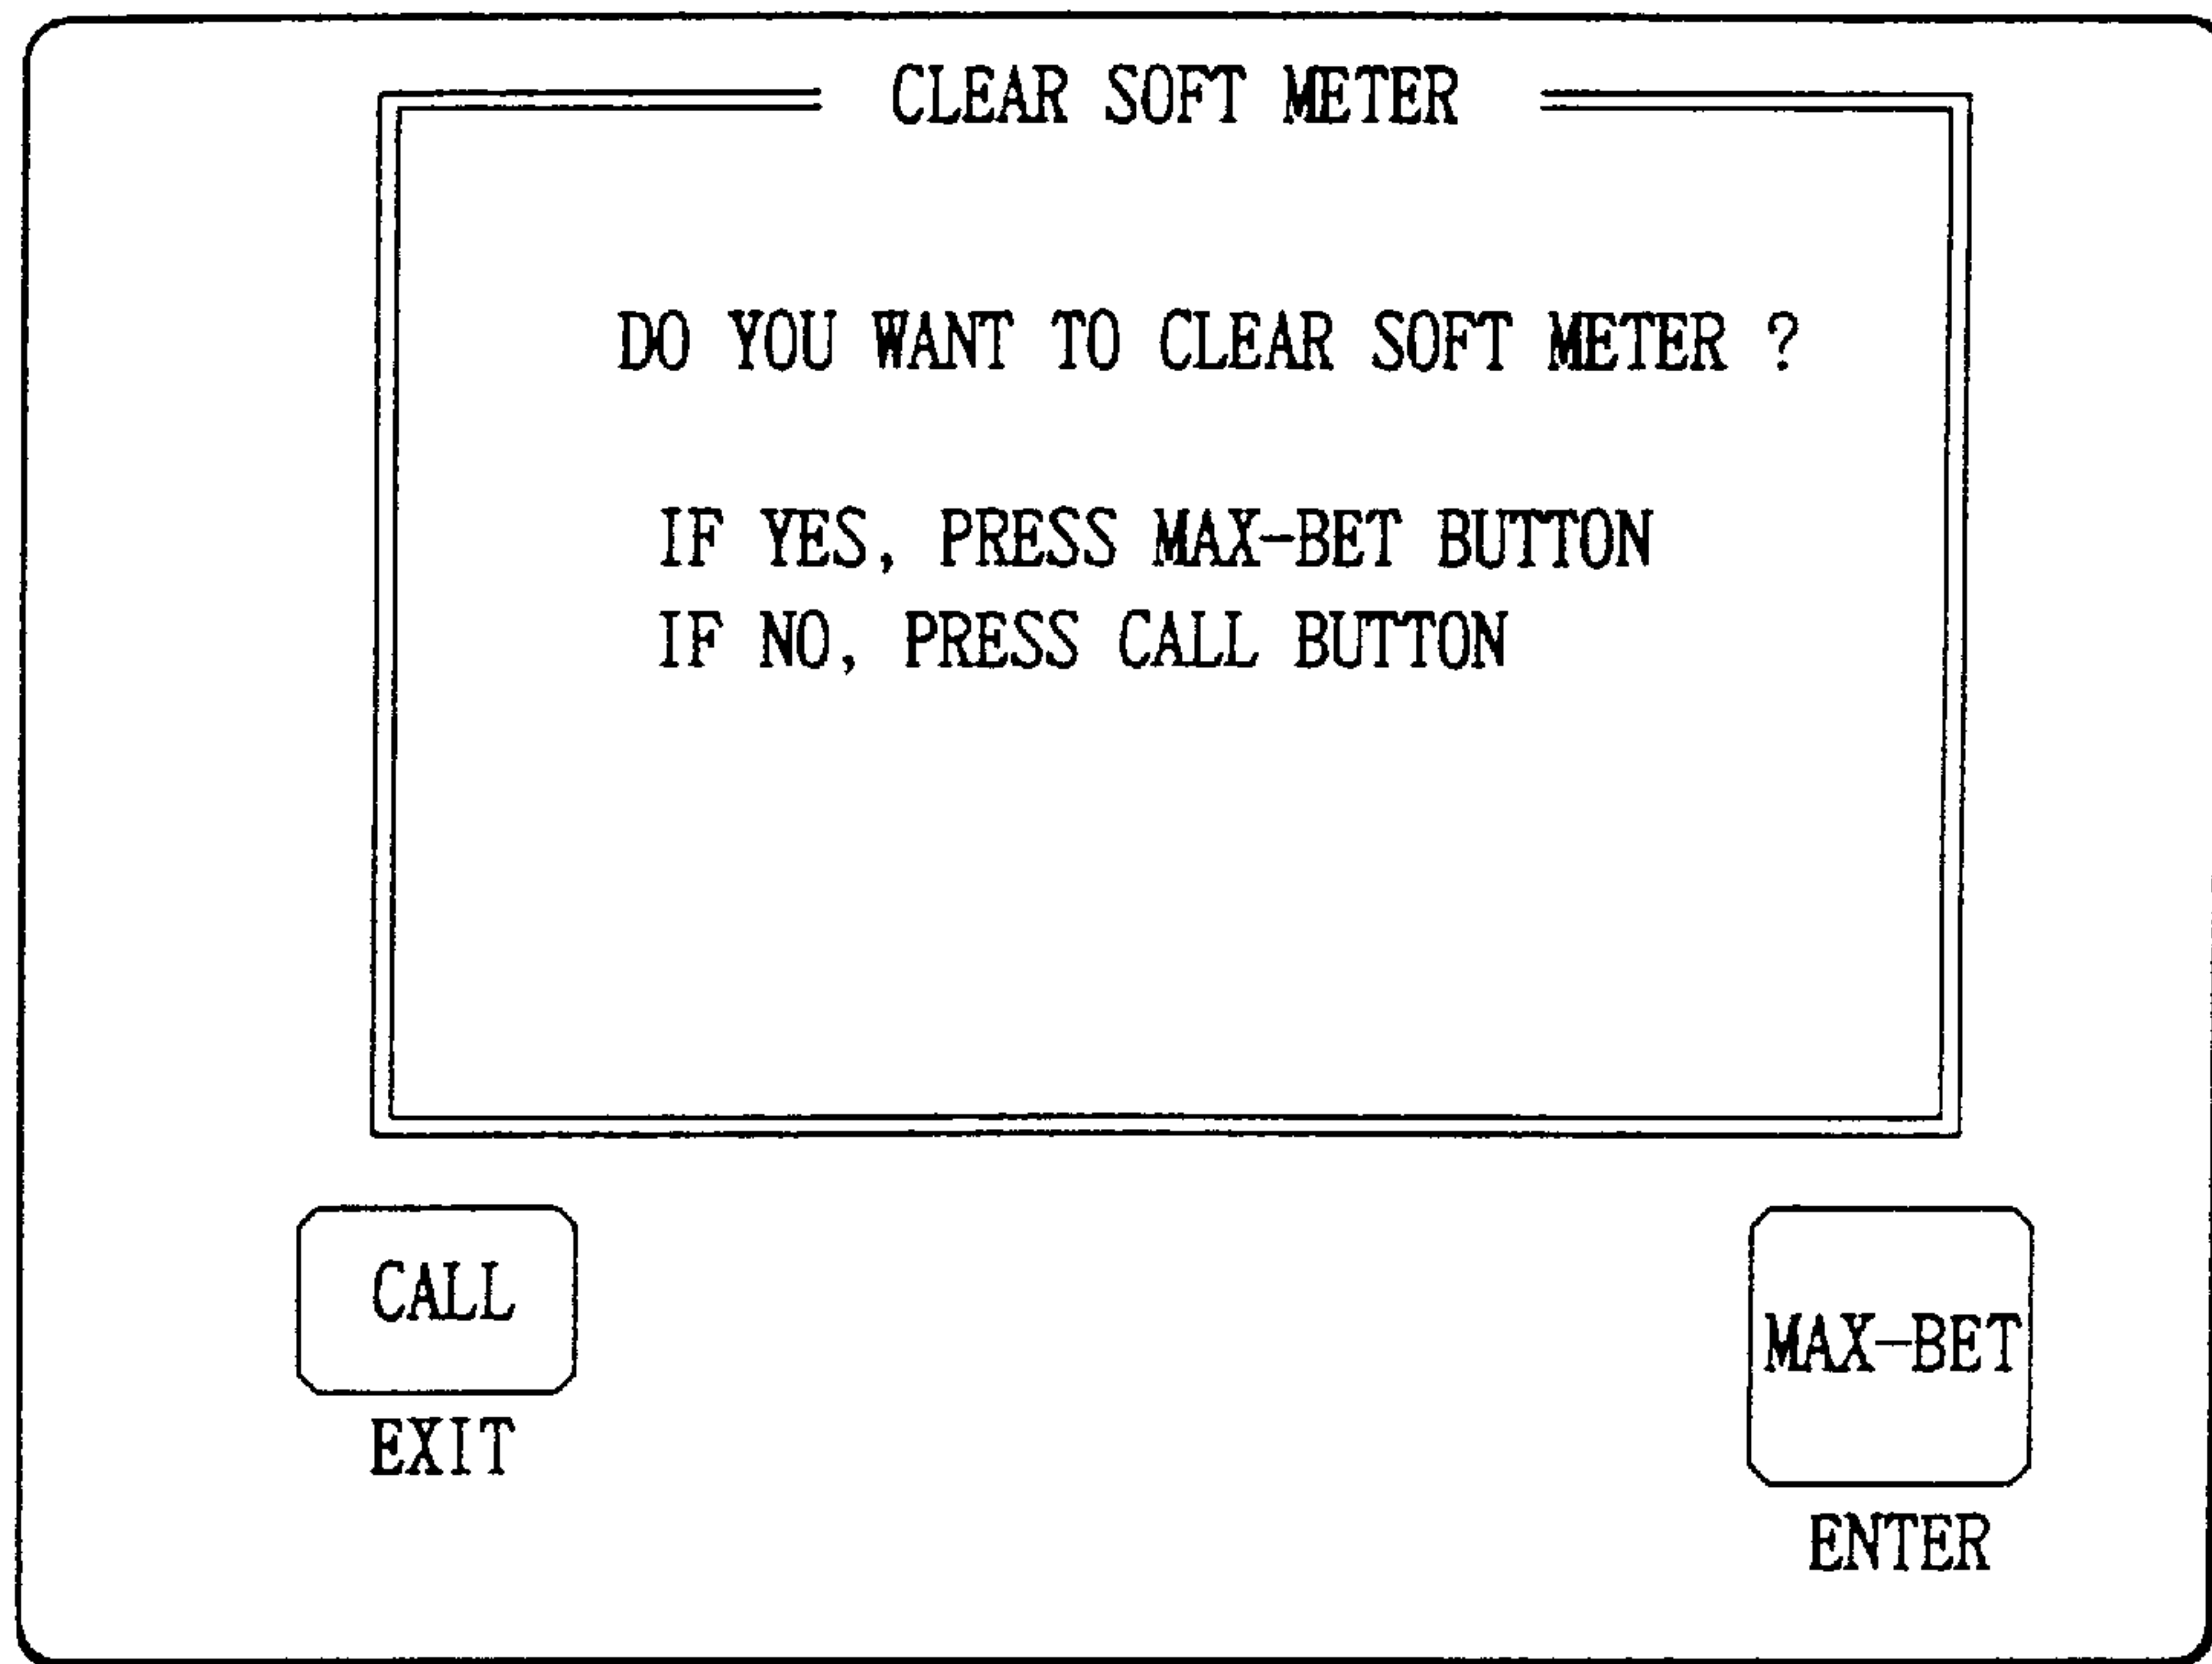 CLEAR SOFT METER
DO YOU WANT TO CLEAR SOFT METER ?
IF YES, PRESS MAX-BET BUTTON
IF NO, PRESS CALL BUTTON
CALL
MAX-BET
EXIT
ENTER